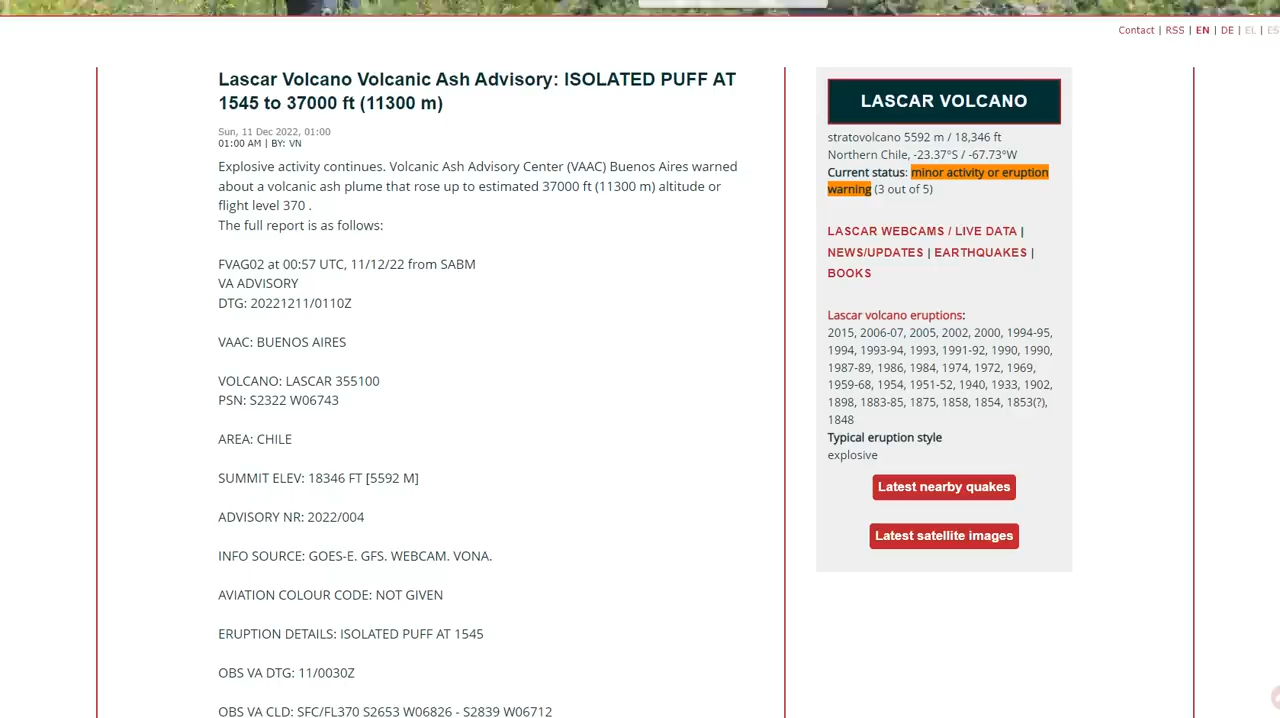 Contact | RSS | EN | DE | EL | ES
Lascar Volcano Volcanic Ash Advisory: ISOLATED PUFF AT
1545 to 37000 ft (11300 m)
Sun, 11 Dec 2022, 01:00
01:00 AM | BY: VN
Explosive activity continues. Volcanic Ash Advisory Center (VAAC) Buenos Aires warned
about a volcanic ash plume that rose up to estimated 37000 ft (11300 m) altitude or
flight level 370 .
The full report is as follows:
FVAG02 at 00:57 UTC, 11/12/22 from SABM
VA ADVISORY
DTG: 20221211/0110Z
VAAC: BUENOS AIRES
VOLCANO: LASCAR 355100
PSN: S2322 W06743
AREA: CHILE
SUMMIT ELEV: 18346 FT [5592 M]
ADVISORY NR: 2022/004
INFO SOURCE: GOES-E. GFS. WEBCAM. VONA.
AVIATION COLOUR CODE: NOT GIVEN
ERUPTION DETAILS: ISOLATED PUFF AT 1545
OBS VA DTG: 11/0030Z
OBS VA CLD: SFC/FL370 S2653 W06826 - S2839 W06712
LASCAR VOLCANO
stratovolcano 5592 m / 18,346 ft
Northern Chile, -23.37°S / -67.73°W
Current status: minor activity or eruption
warning (3 out of 5)
LASCAR WEBCAMS / LIVE DATA |
NEWS/UPDATES | EARTHQUAKES |
BOOKS
Lascar volcano eruptions:
2015, 2006-07, 2005, 2002, 2000, 1994-95,
1994, 1993-94, 1993, 1991-92, 1990, 1990,
1987-89, 1986, 1984, 1974, 1972, 1969,
1959-68, 1954, 1951-52, 1940, 1933, 1902,
1898, 1883-85, 1875, 1858, 1854, 1853(?),
1848
Typical eruption style
explosive
Latest nearby quakes
Latest satellite images